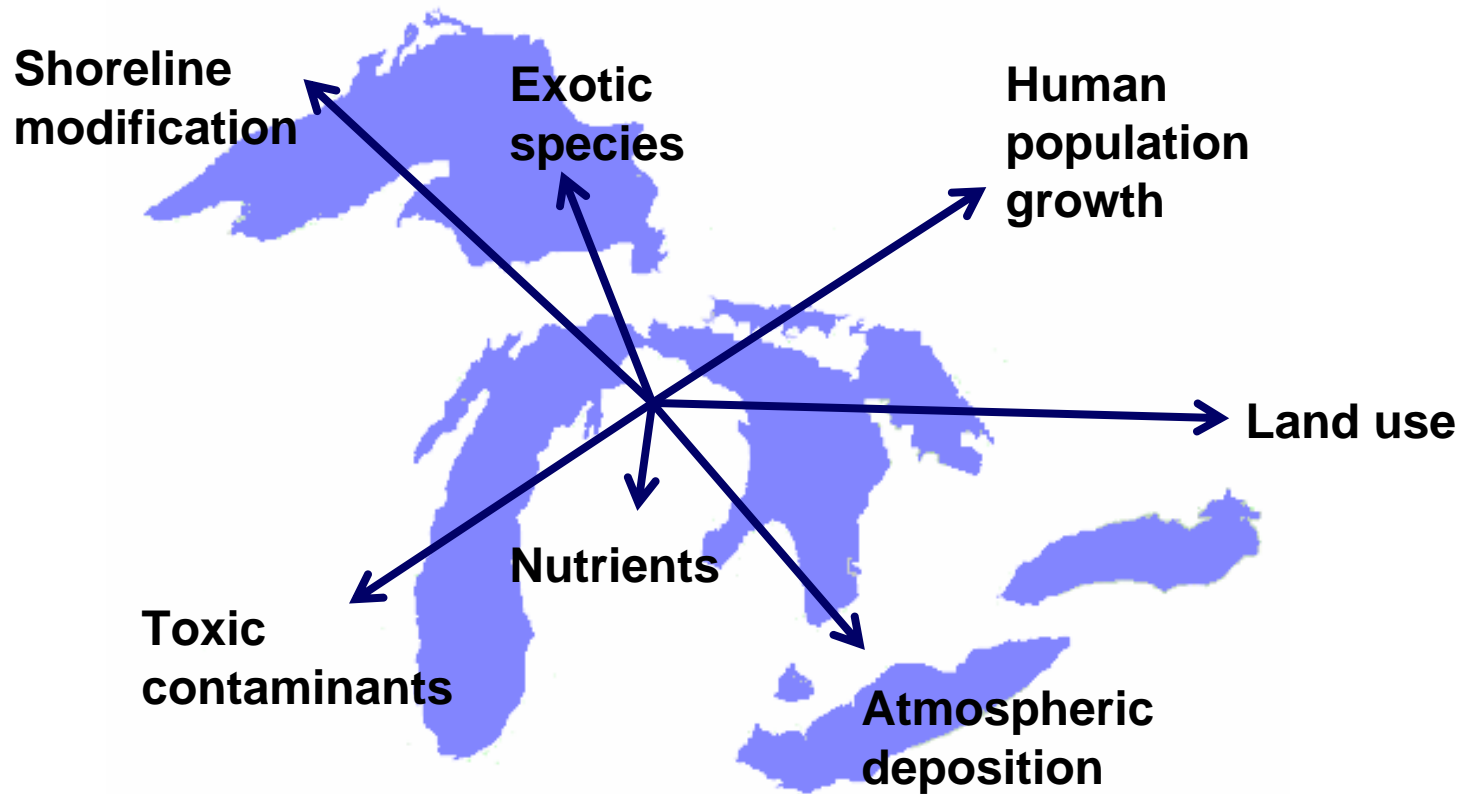 Shoreline
modification
Exotic
species
Human
population
growth
Land use
Nutrients
Toxic
contaminants
Atmospheric
deposition